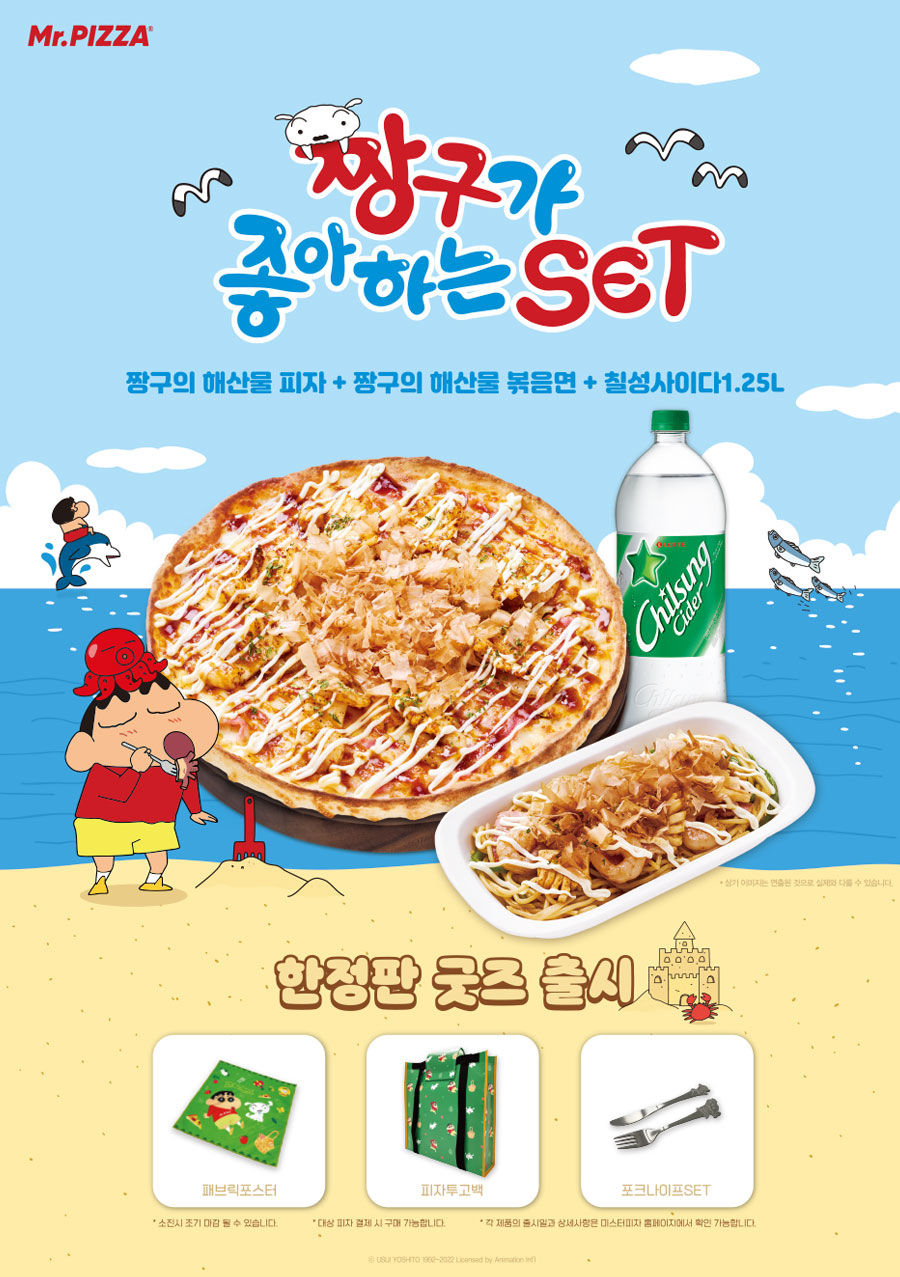 Mr.PIZZA®
짱구가
좋아하는 SET
짱구의 해산물 피자 + 짱구의 해산물 볶음면 + 칠성사이다1.25L
LOTTE
Chilsung
Cider
* 상기 이미지는 연출된 것으로 실제와 다를 수 있습니다.
한정판 굿즈 출시
패브릭포스터
피자투고백
포크나이프SET
* 소진시 조기 마감 될 수 있습니다.
* 대상 피자 결제 시 구매 가능합니다.
* 각 제품의 출시일과 상세사항은 미스터피자 홈페이지에서 확인 가능합니다.
ⓒ USUI YOSHITO 1992-2022 Licensed by Animation Int'l